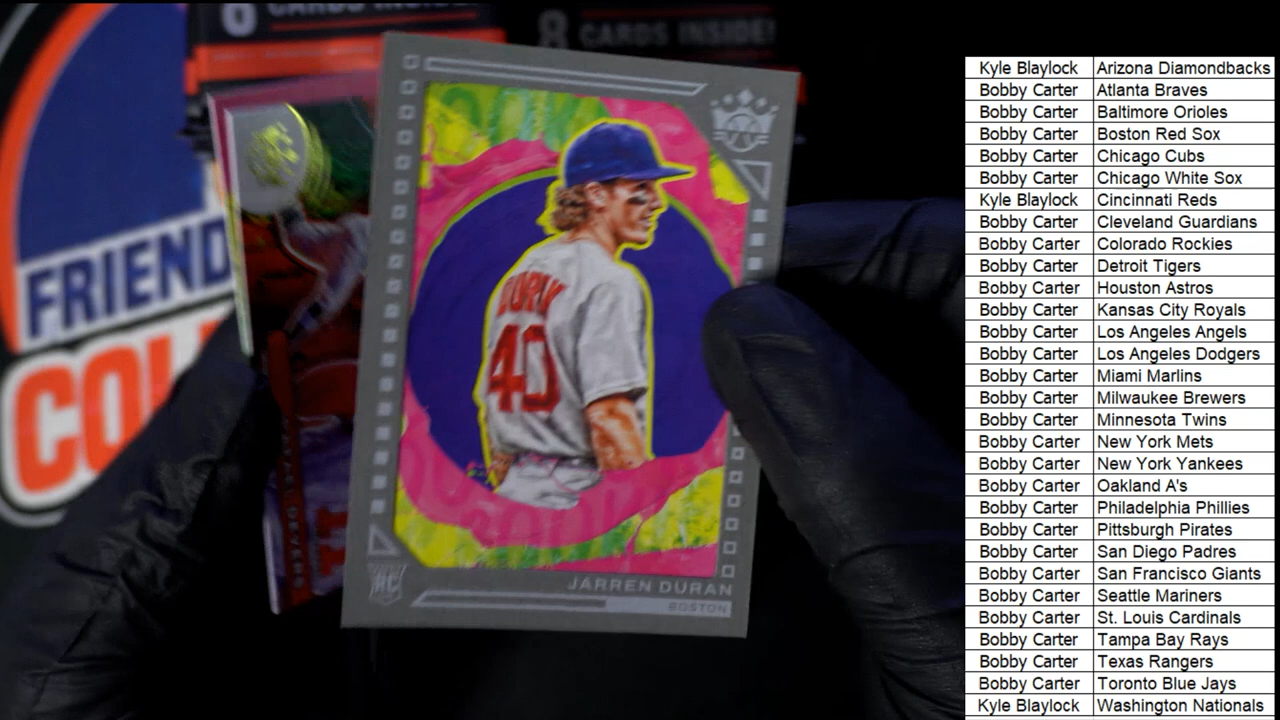 8 CARDS INSIDE!
FRIEND
COL
DURAN
40
JARREN DURAN
BOSTON
RC
DEVERS
Kyle Blaylock Arizona Diamondbacks
Bobby Carter Atlanta Braves
Bobby Carter Baltimore Orioles
Bobby Carter Boston Red Sox
Bobby Carter Chicago Cubs
Bobby Carter Chicago White Sox
Kyle Blaylock Cincinnati Reds
Bobby Carter Cleveland Guardians
Bobby Carter Colorado Rockies
Bobby Carter Detroit Tigers
Bobby Carter Houston Astros
Bobby Carter Kansas City Royals
Bobby Carter Los Angeles Angels
Bobby Carter Los Angeles Dodgers
Bobby Carter Miami Marlins
Bobby Carter Milwaukee Brewers
Bobby Carter Minnesota Twins
Bobby Carter New York Mets
Bobby Carter New York Yankees
Bobby Carter Oakland A's
Bobby Carter Philadelphia Phillies
Bobby Carter Pittsburgh Pirates
Bobby Carter San Diego Padres
Bobby Carter San Francisco Giants
Bobby Carter Seattle Mariners
Bobby Carter St. Louis Cardinals
Bobby Carter Tampa Bay Rays
Bobby Carter Texas Rangers
Bobby Carter Toronto Blue Jays
Kyle Blaylock Washington Nationals